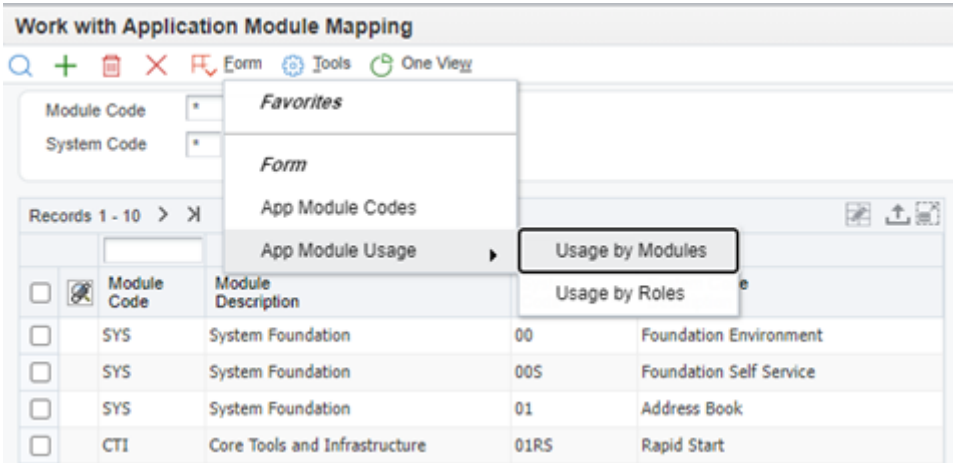 Work with Application Module Mapping
Form Tools One View
Module Code *
System Code *
Favorites
Form
App Module Codes
App Module Usage
Usage by Modules
Usage by Roles
Records 1 - 10
Module Code
Module Description
SYS System Foundation 00 Foundation Environment
SYS System Foundation 00S Foundation Self Service
SYS System Foundation 01 Address Book
CTI Core Tools and Infrastructure 01RS Rapid Start